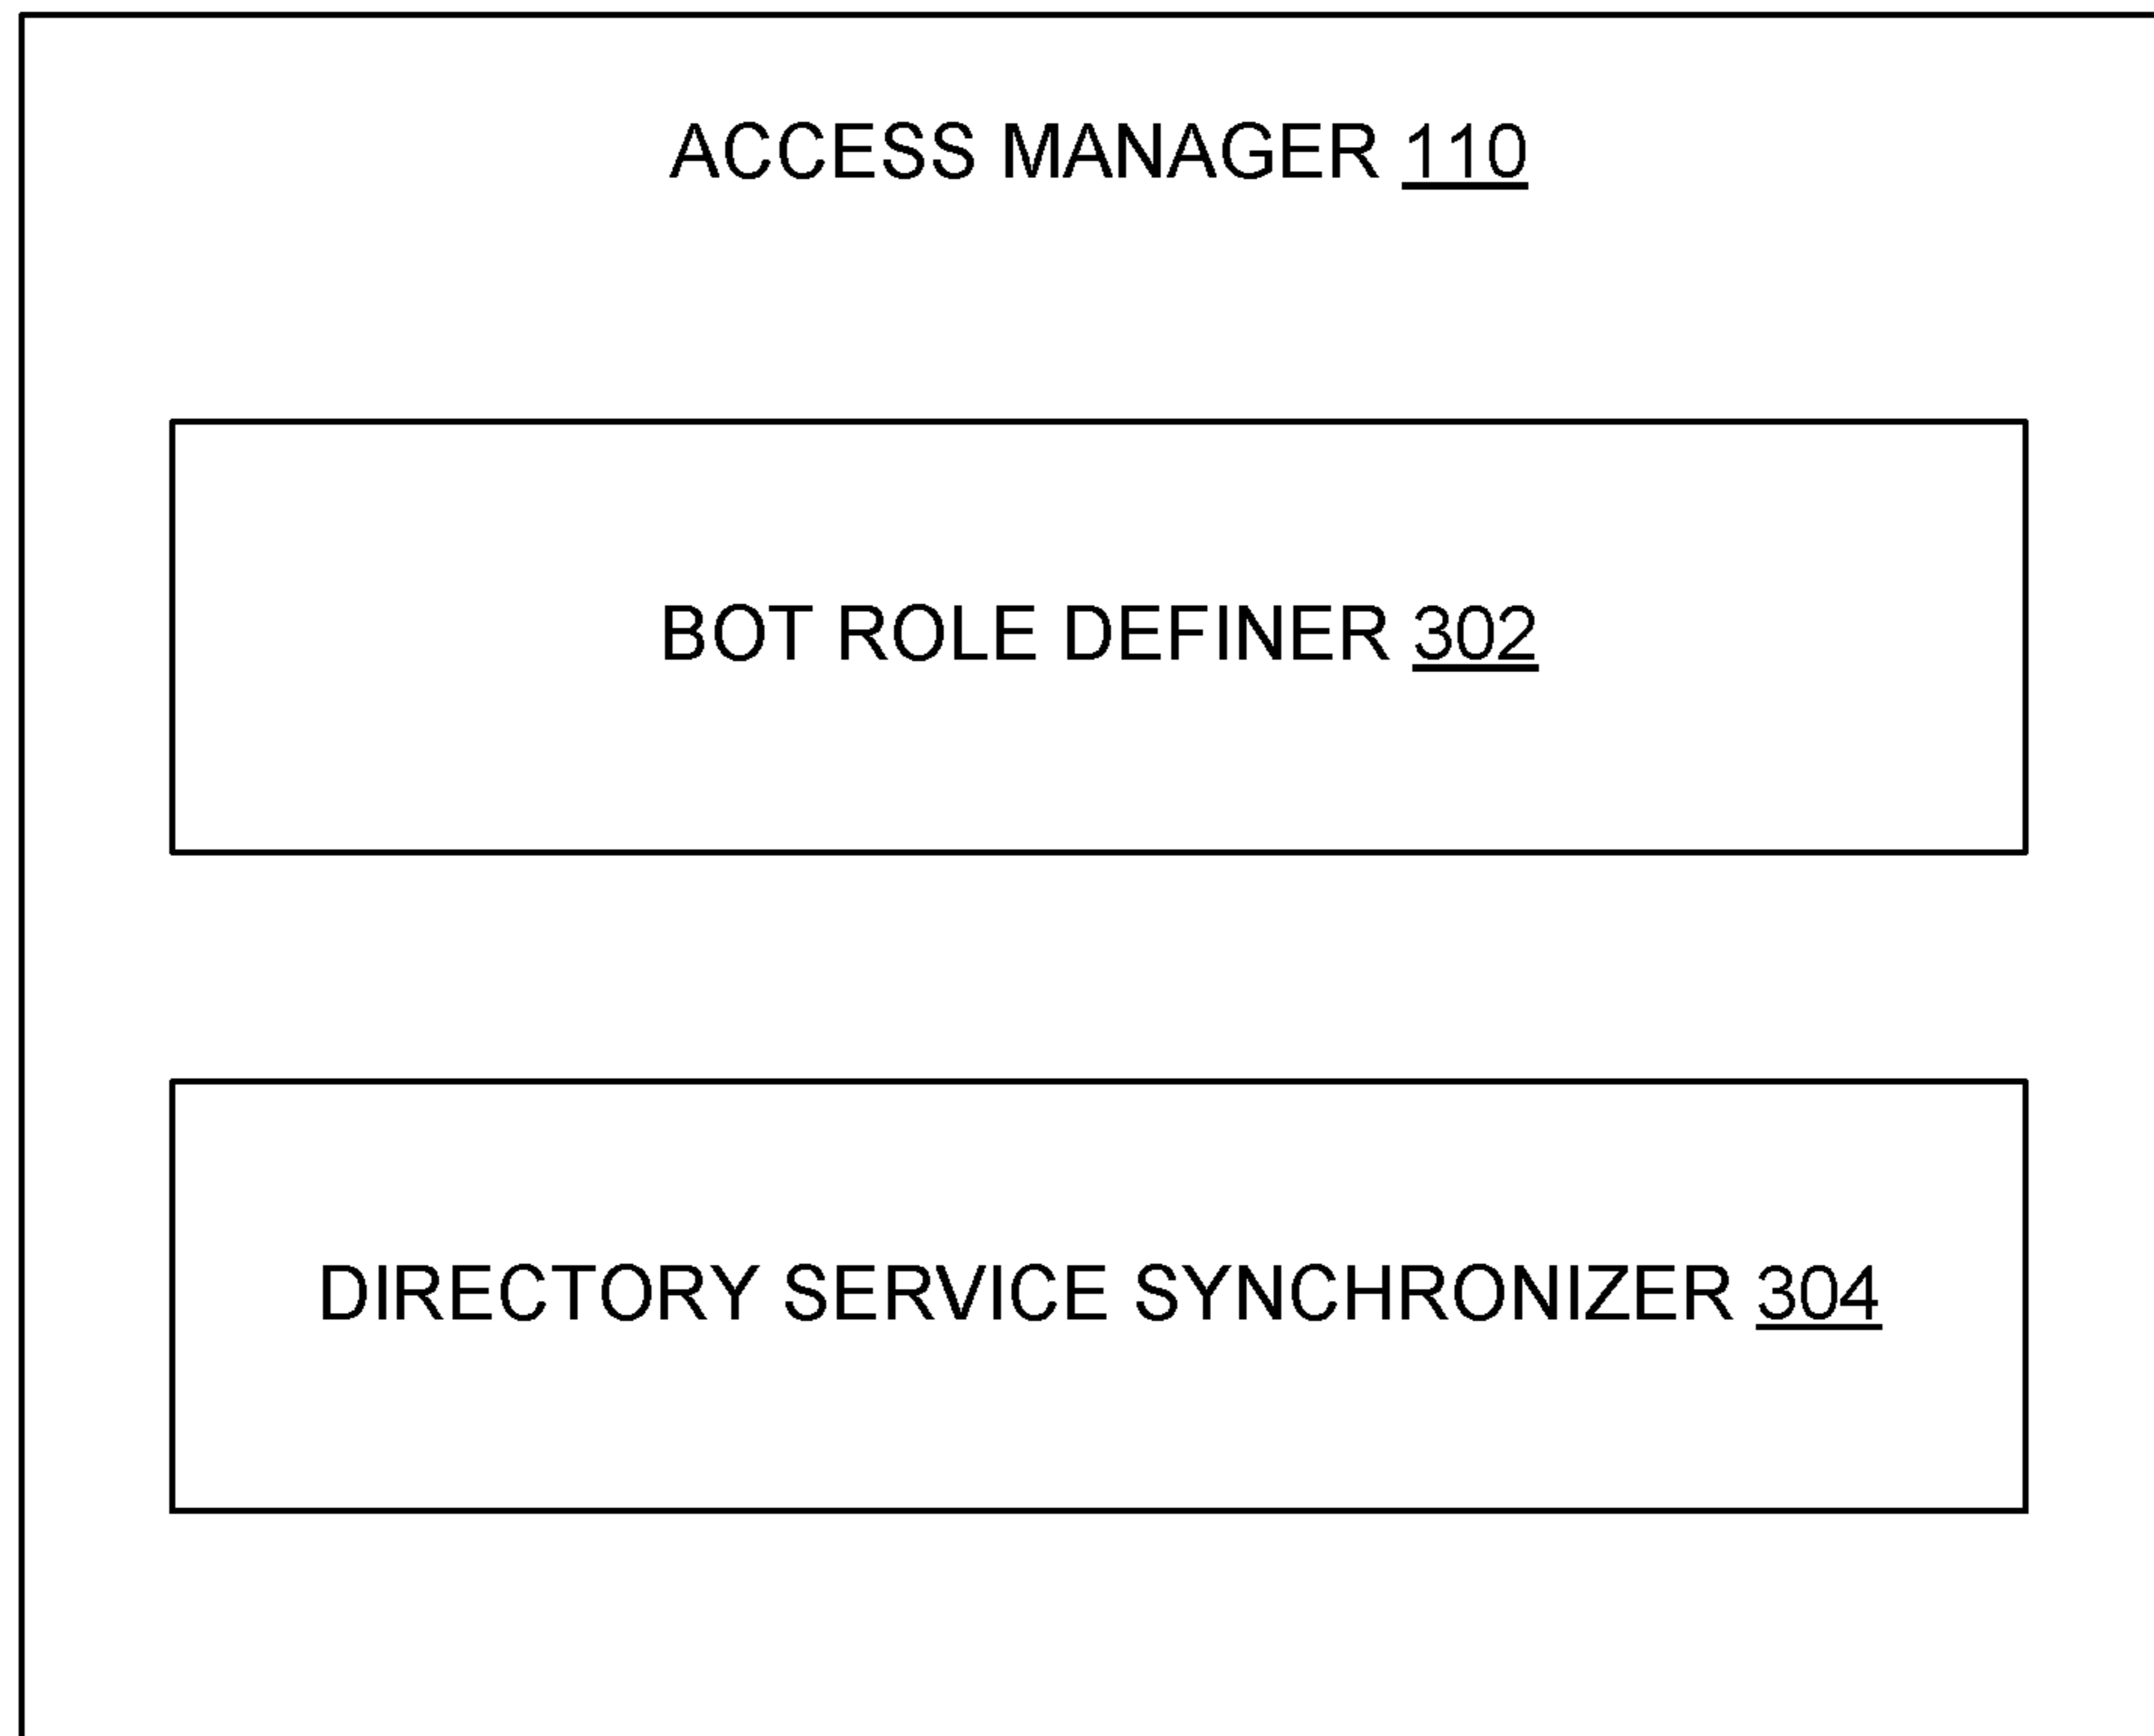 ACCESS MANAGER 110
BOT ROLE DEFINER 302
DIRECTORY SERVICE SYNCHRONIZER 304